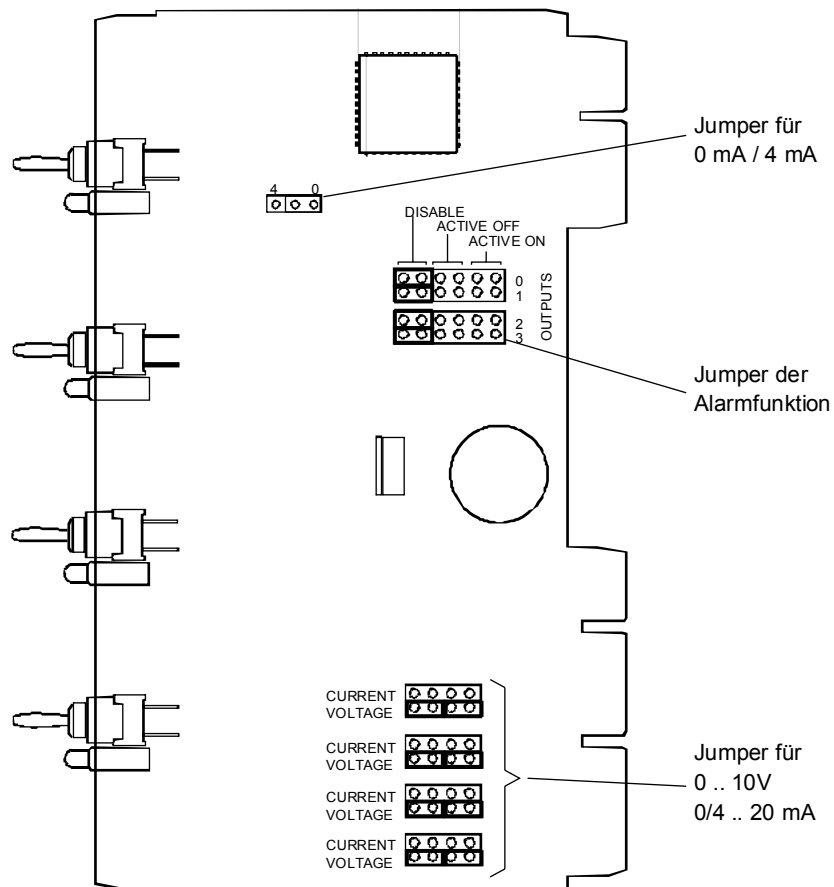 Jumper für
0 mA / 4 mA
4 0
DISABLE
ACTIVE OFF
ACTIVE ON
0
1
2
3
OUTPUTS
Jumper der
Alarmfunktion
CURRENT
VOLTAGE
CURRENT
VOLTAGE
CURRENT
VOLTAGE
CURRENT
VOLTAGE
Jumper für
0 .. 10V
0/4 .. 20 mA